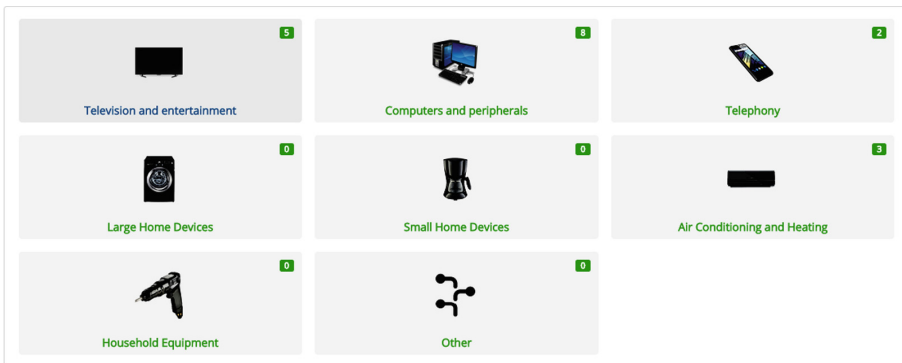 5
8
2
Television and entertainment
Computers and peripherals
Telephony
0
0
3
Large Home Devices
Small Home Devices
Air Conditioning and Heating
0
0
Household Equipment
Other